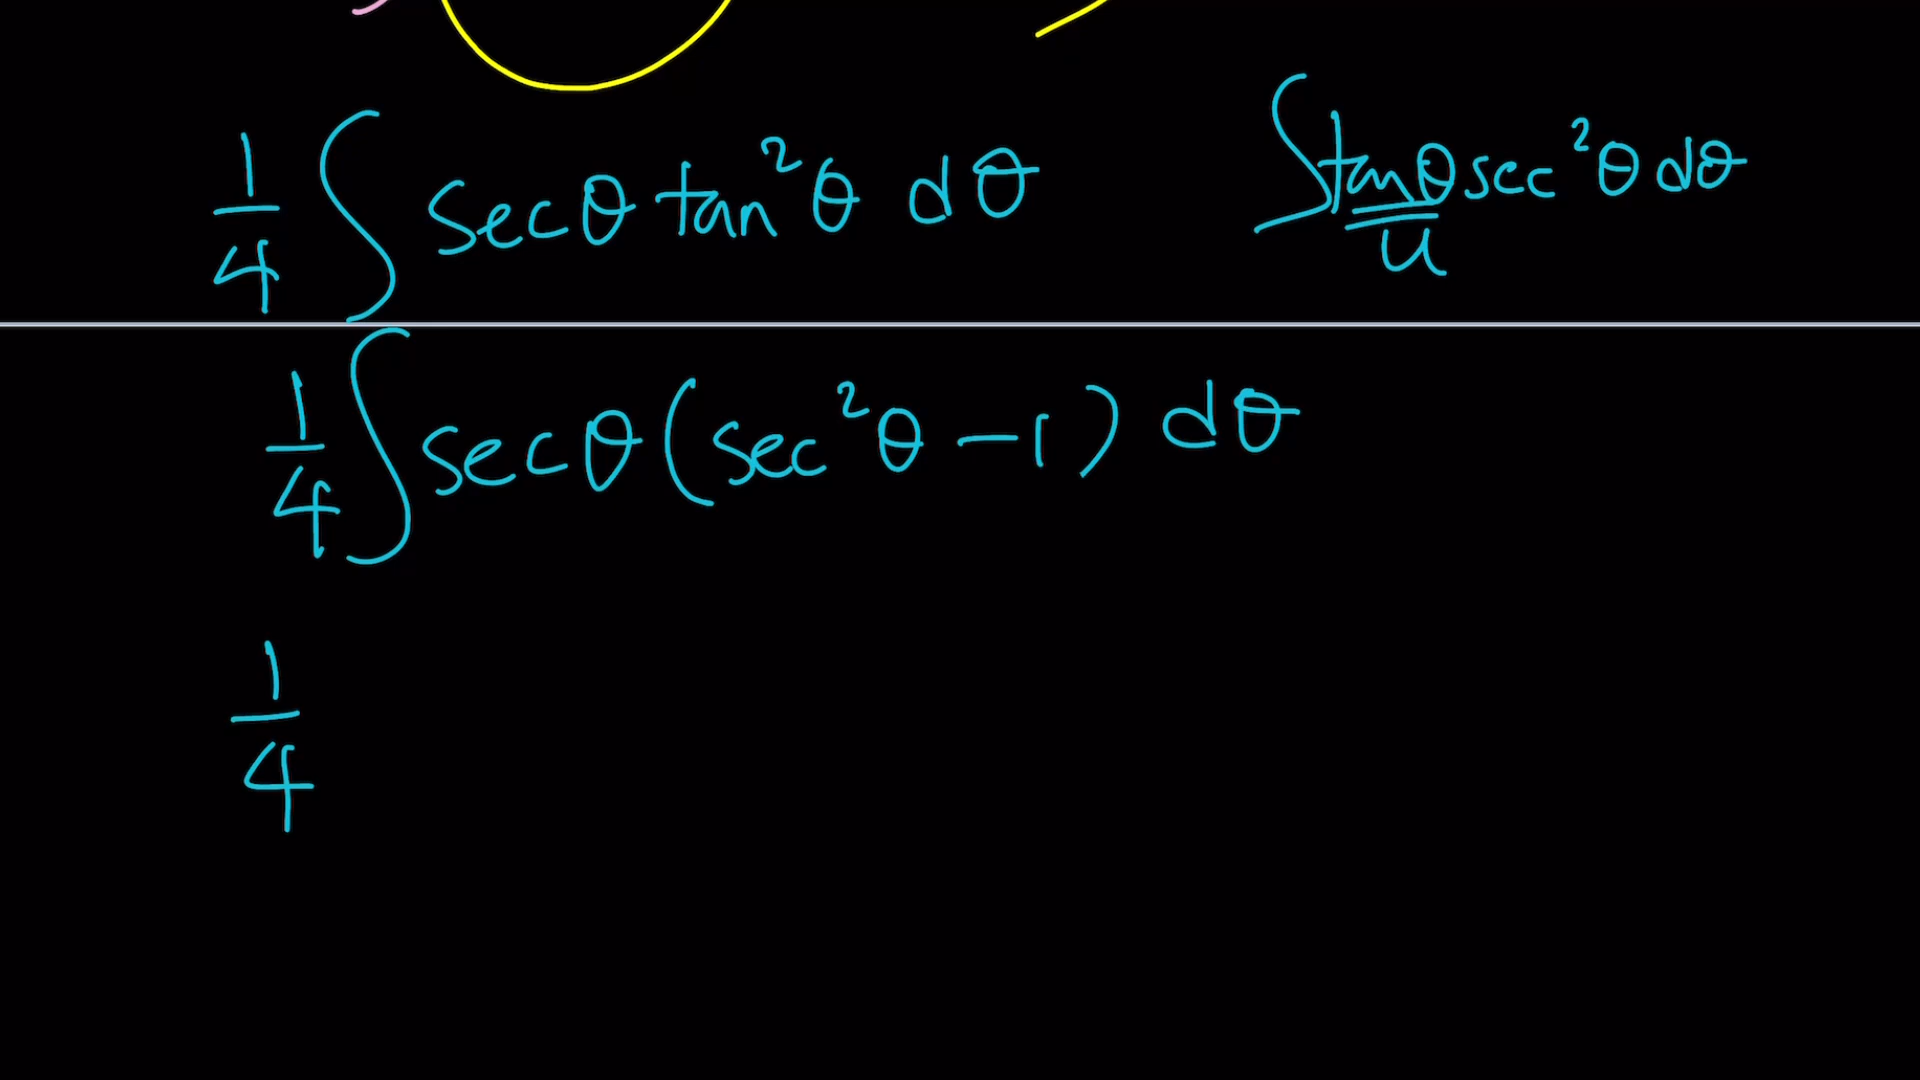 1/4 ∫ secθ tan²θ dθ    ∫ tanθ sec²θ dθ
u
1/4 ∫ secθ (sec²θ − 1) dθ
1/4